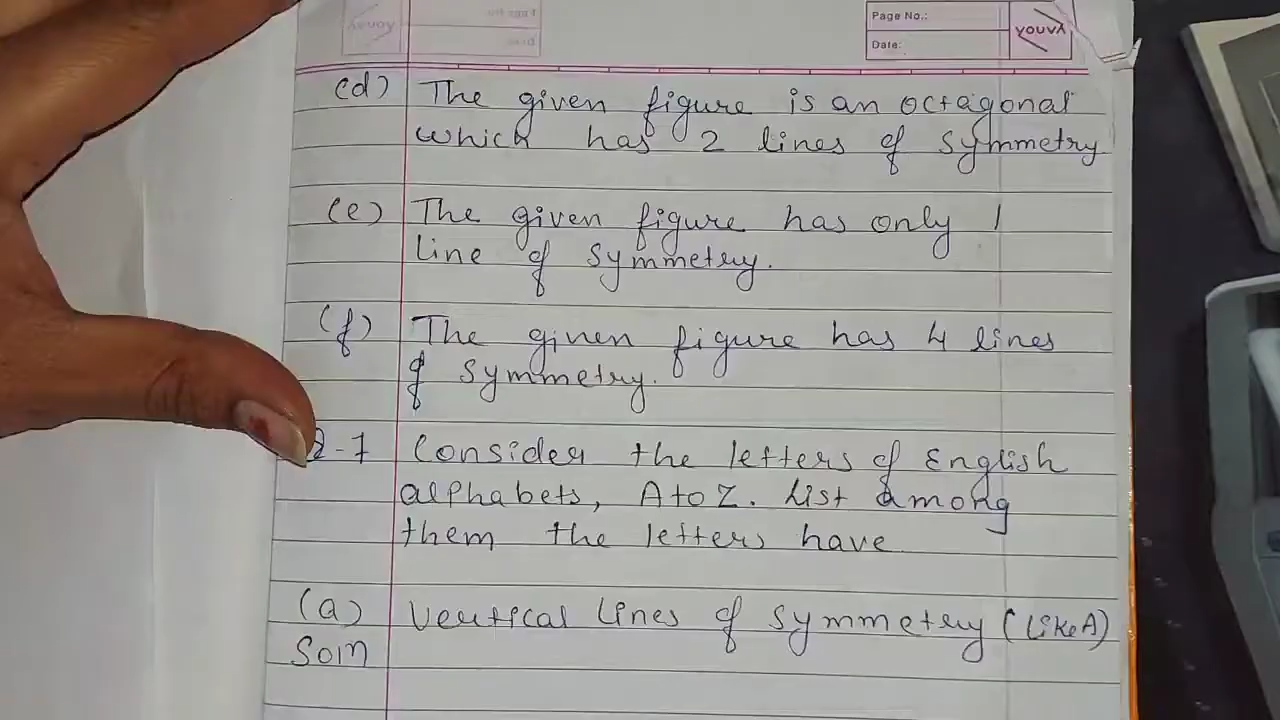 Page No.:
Date:
YOUVA
(d) The given figure is an octagonal
which has 2 lines of symmetry
(e) The given figure has only 1
line of symmetry.
(f) The given figure has 4 lines
of symmetry.
Q-7 Consider the letters of English
alphabets, A to Z. List among
them the letters have
(a) Vertical lines of symmetry (like A)
Soln